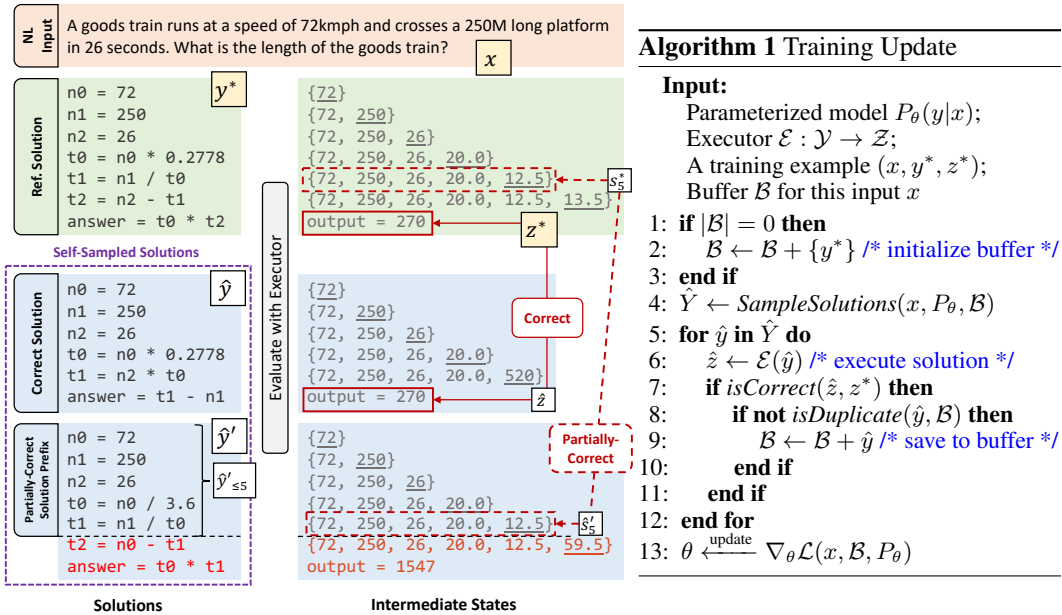 NL Input
A goods train runs at a speed of 72kmph and crosses a 250M long platform
in 26 seconds. What is the length of the goods train?
x
Ref. Solution
n0 = 72
n1 = 250
n2 = 26
t0 = n0 * 0.2778
t1 = n1 / t0
t2 = n2 - t1
answer = t0 * t2
y*
{72}
{72, 250}
{72, 250, 26}
{72, 250, 26, 20.0}
{72, 250, 26, 20.0, 12.5}
{72, 250, 26, 20.0, 12.5, 13.5}
output = 270
s*₅
z*
Self-Sampled Solutions
Evaluate with Executor
Correct Solution
n0 = 72
n1 = 250
n2 = 26
t0 = n0 * 0.2778
t1 = n2 * t0
answer = t1 - n1
ŷ
{72}
{72, 250}
{72, 250, 26}
{72, 250, 26, 20.0}
{72, 250, 26, 20.0, 520}
output = 270
Correct
ẑ
Partially-Correct
Solution Prefix
n0 = 72
n1 = 250
n2 = 26
t0 = n0 / 3.6
t1 = n1 / t0
t2 = n0 - t1
answer = t0 * t1
ŷ′
ŷ′≤5
{72}
{72, 250}
{72, 250, 26}
{72, 250, 26, 20.0}
{72, 250, 26, 20.0, 12.5}
{72, 250, 26, 20.0, 12.5, 59.5}
output = 1547
Partially-
Correct
ŝ′₅
Solutions
Intermediate States
Algorithm 1 Training Update
Input:
Parameterized model Pθ(y|x);
Executor ℰ : 𝒴 → 𝒵;
A training example (x, y*, z*);
Buffer ℬ for this input x
1: if |ℬ| = 0 then
2: ℬ ← ℬ + {y*} /* initialize buffer */
3: end if
4: Ŷ ← SampleSolutions(x, Pθ, ℬ)
5: for ŷ in Ŷ do
6: ẑ ← ℰ(ŷ) /* execute solution */
7: if isCorrect(ẑ, z*) then
8: if not isDuplicate(ŷ, ℬ) then
9: ℬ ← ℬ + ŷ /* save to buffer */
10: end if
11: end if
12: end for
13: θ ←update ∇θℒ(x, ℬ, Pθ)